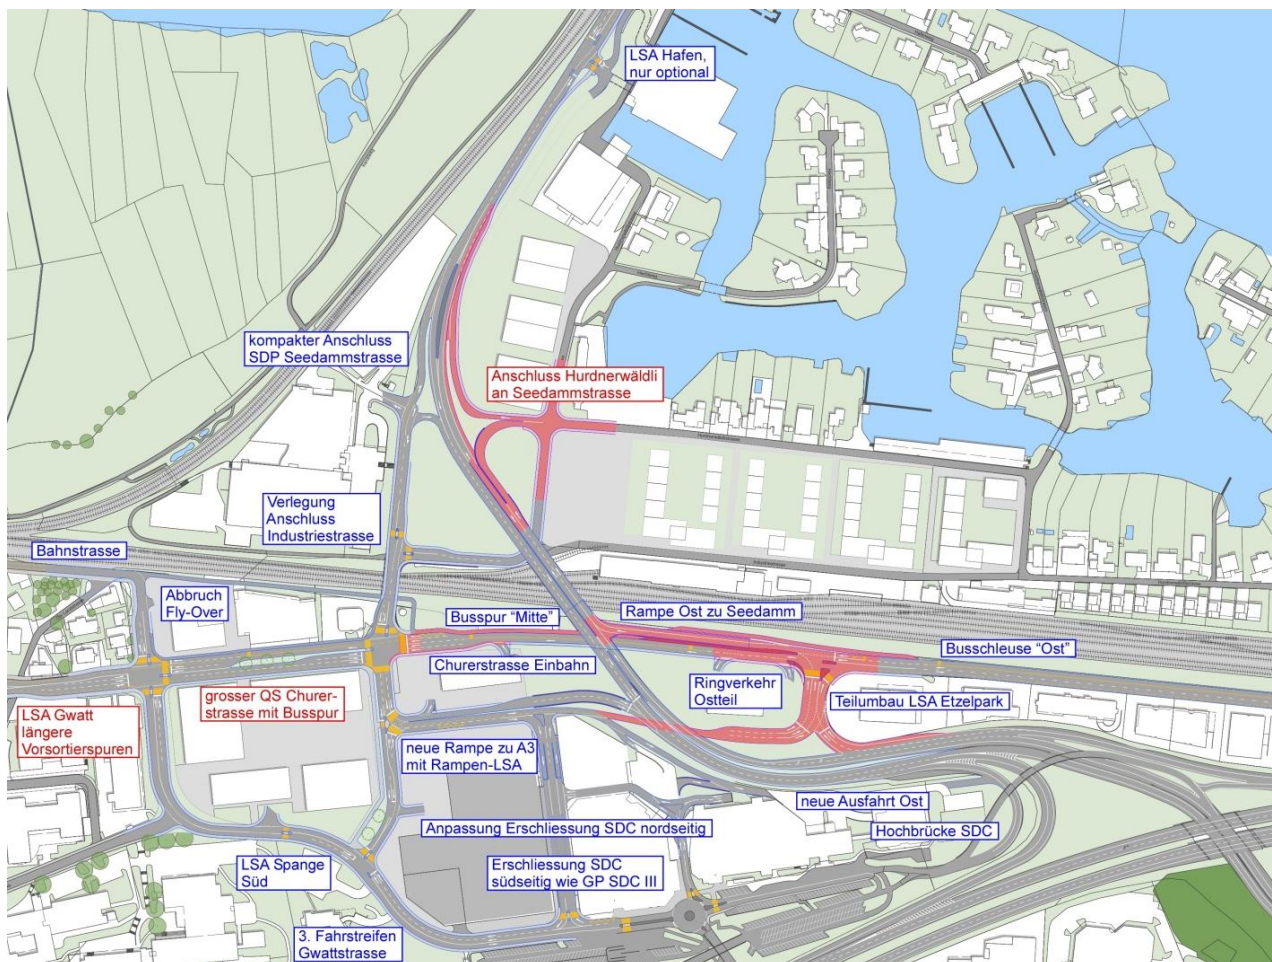 LSA Hafen,
nur optional
kompakter Anschluss
SDP Seedammstrasse
Anschluss Hurdnerwäldli
an Seedammstrasse
Verlegung
Anschluss
Industriestrasse
Bahnstrasse
Abbruch
Fly-Over
Busspur “Mitte”
Rampe Ost zu Seedamm
Churerstrasse Einbahn
Busschleuse “Ost”
grosser QS Churer-
strasse mit Busspur
Ringverkehr
Ostteil
Teilumbau LSA Etzelpark
LSA Gwatt
längere
Vorsortierspuren
neue Rampe zu A3
mit Rampen-LSA
neue Ausfahrt Ost
Anpassung Erschliessung SDC nordseitig
Hochbrücke SDC
LSA Spange
Süd
Erschliessung SDC
südseitig wie GP SDC III
3. Fahrstreifen
Gwattstrasse